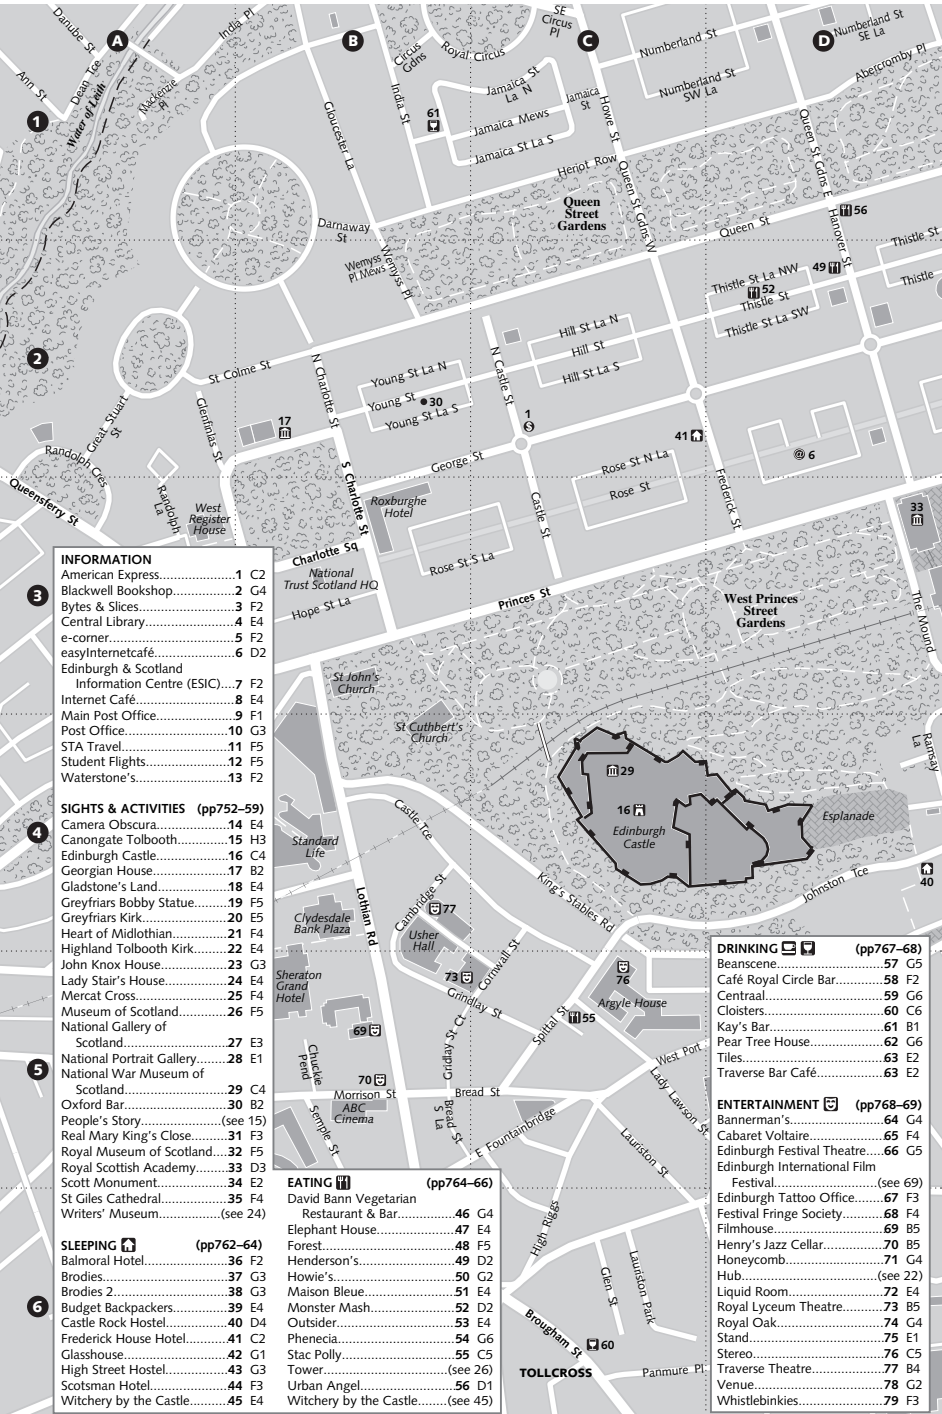 Danube St
A
India Pl
B
Circus Gdns
Royal Circus
SE Circus Pl
C
Numberland St
D
Numberland St SE La
Ann St
Dean Tce
Mackenzie Pl
Water of Leith
Abercromby Pl
Numberland St SW La
Jamaica St La N
Jamaica St
Gloucester La
India St
61
Jamaica Mews
Howe St
1
Jamaica St La S
Heriot Row
Queen St Gdns E
Queen St Gdns W
Queen Street Gardens
56
Darnaway St
Queen St
Hanover St
Thistle St
Wemyss Pl Mews
Wemyss Pl
Thistle St La NW
49
52
Thistle St
Thistle
Thistle St La SW
Hill St La N
Hill St
Hill St La S
2
St Colme St
N Charlotte St
N Castle St
Young St La N
Young St
30
Young St La S
Great Stuart St
Glenfinlas St
17
1
41
@ 6
George St
Rose St N La
Rose St
Randolph Cres
Queensferry St
Randolph La
West Register House
S Charlotte St
Roxburghe Hotel
Castle St
Frederick St
33
Charlotte Sq
Rose St S La
National Trust Scotland HQ
Hope St La
Princes St
West Princes Street Gardens
The Mound
3
St John's Church
St Cuthbert's Church
Ramsay La
29
16
Edinburgh Castle
Esplanade
4
Castle Tce
Standard Life
King's Stables Rd
Johnston Tce
40
Lothian Rd
Cambridge St
77
Clydesdale Bank Plaza
Usher Hall
Cornwall St
73
76
Sheraton Grand Hotel
Grindlay St
Argyle House
Spittal St
55
69
Gridlay St Ct
West Port
Chuckie Pend
5
70
Morrison St
Bread St
Lady Lawson St
ABC Cinema
Bread St La
E Fountainbridge
Semple St
Lauriston St
High Riggs
Glen St
Lauriston Park
6
Brougham St
60
TOLLCROSS
Panmure Pl
INFORMATION
American Express 1 C2
Blackwell Bookshop 2 G4
Bytes & Slices 3 F2
Central Library 4 E4
e-corner 5 F2
easyInternetcafé 6 D2
Edinburgh & Scotland
Information Centre (ESIC) 7 F2
Internet Café 8 E4
Main Post Office 9 F1
Post Office 10 G3
STA Travel 11 F5
Student Flights 12 F5
Waterstone's 13 F2
SIGHTS & ACTIVITIES (pp752–59)
Camera Obscura 14 E4
Canongate Tolbooth 15 H3
Edinburgh Castle 16 C4
Georgian House 17 B2
Gladstone's Land 18 E4
Greyfriars Bobby Statue 19 F5
Greyfriars Kirk 20 E5
Heart of Midlothian 21 F4
Highland Tolbooth Kirk 22 E4
John Knox House 23 G3
Lady Stair's House 24 E4
Mercat Cross 25 F4
Museum of Scotland 26 F5
National Gallery of
Scotland 27 E3
National Portrait Gallery 28 E1
National War Museum of
Scotland 29 C4
Oxford Bar 30 B2
People's Story (see 15)
Real Mary King's Close 31 F3
Royal Museum of Scotland 32 F5
Royal Scottish Academy 33 D3
Scott Monument 34 E2
St Giles Cathedral 35 F4
Writers' Museum (see 24)
SLEEPING (pp762–64)
Balmoral Hotel 36 F2
Brodies 37 G3
Brodies 2 38 G3
Budget Backpackers 39 E4
Castle Rock Hostel 40 D4
Frederick House Hotel 41 C2
Glasshouse 42 G1
High Street Hostel 43 G3
Scotsman Hotel 44 F3
Witchery by the Castle 45 E4
EATING (pp764–66)
David Bann Vegetarian
Restaurant & Bar 46 G4
Elephant House 47 E4
Forest 48 F5
Henderson's 49 D2
Howie's 50 G2
Maison Bleue 51 E4
Monster Mash 52 D2
Outsider 53 E4
Phenecia 54 G6
Stac Polly 55 C5
Tower (see 26)
Urban Angel 56 D1
Witchery by the Castle (see 45)
DRINKING (pp767–68)
Beanscene 57 G5
Café Royal Circle Bar 58 F2
Centraal 59 G6
Cloisters 60 C6
Kay's Bar 61 B1
Pear Tree House 62 G6
Tiles 63 E2
Traverse Bar Café 63 E2
ENTERTAINMENT (pp768–69)
Bannerman's 64 G4
Cabaret Voltaire 65 F4
Edinburgh Festival Theatre 66 G5
Edinburgh International Film
Festival (see 69)
Edinburgh Tattoo Office 67 F3
Festival Fringe Society 68 F4
Filmhouse 69 B5
Henry's Jazz Cellar 70 B5
Honeycomb 71 G4
Hub (see 22)
Liquid Room 72 E4
Royal Lyceum Theatre 73 B5
Royal Oak 74 G4
Stand 75 E1
Stereo 76 C5
Traverse Theatre 77 B4
Venue 78 G2
Whistlebinkies 79 F3